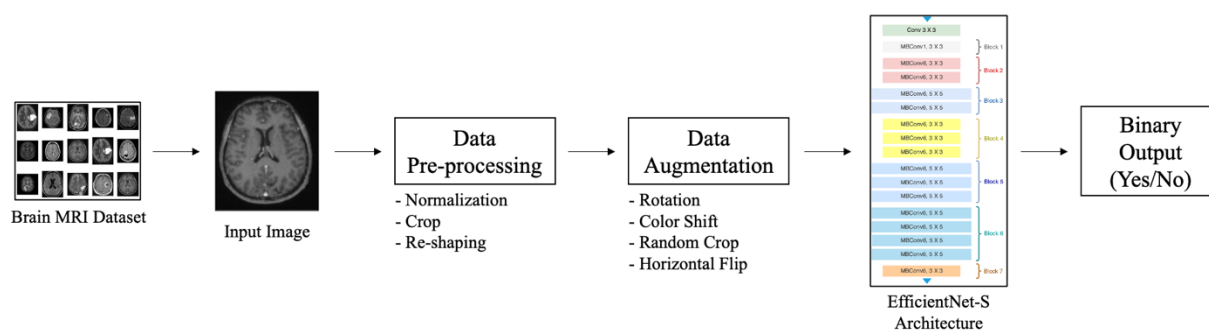 Brain MRI Dataset
Input Image
Data
Pre-processing
- Normalization
- Crop
- Re-shaping
Data
Augmentation
- Rotation
- Color Shift
- Random Crop
- Horizontal Flip
Conv 3 X 3
MBConv1, 3 X 3
Block 1
MBConv6, 3 X 3
MBConv6, 3 X 3
Block 2
MBConv6, 5 X 5
MBConv6, 5 X 5
Block 3
MBConv6, 3 X 3
MBConv6, 3 X 3
MBConv6, 3 X 3
Block 4
MBConv6, 5 X 5
MBConv6, 5 X 5
MBConv6, 5 X 5
Block 5
MBConv6, 5 X 5
MBConv6, 5 X 5
MBConv6, 5 X 5
MBConv6, 5 X 5
Block 6
MBConv6, 3 X 3
Block 7
EfficientNet-S
Architecture
Binary
Output
(Yes/No)